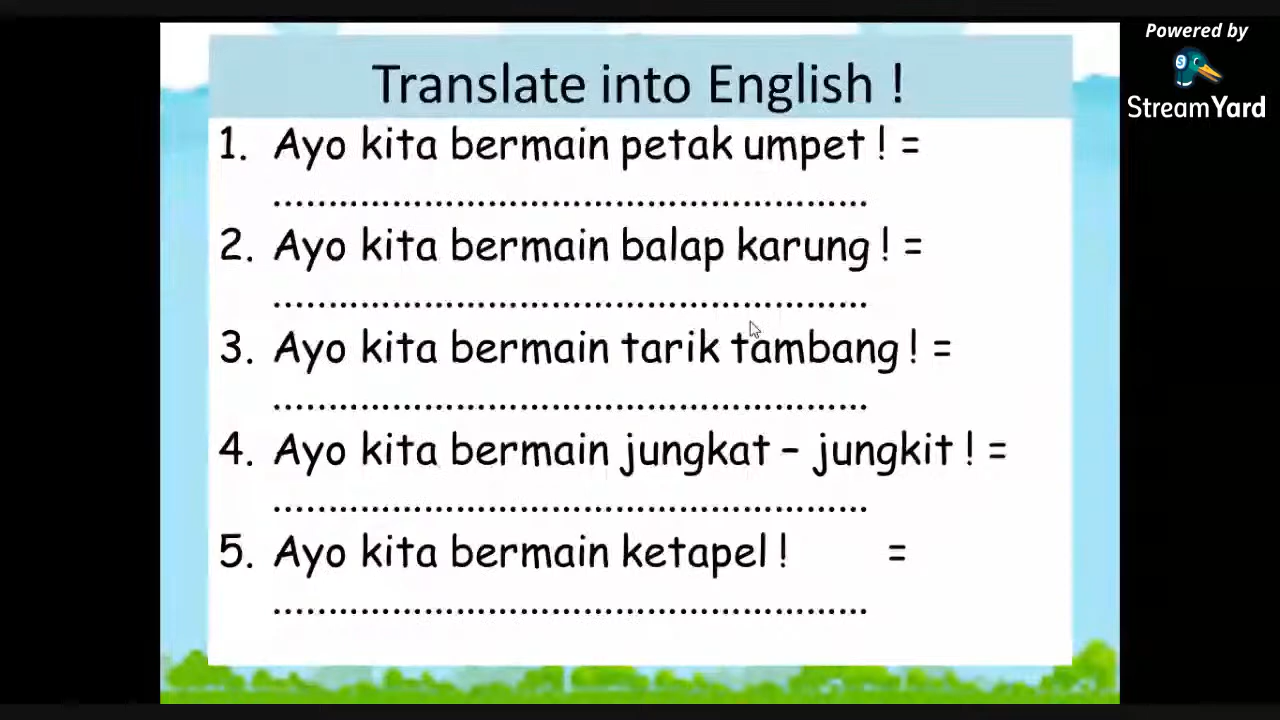 Powered by
StreamYard
Translate into English !
1. Ayo kita bermain petak umpet ! =
......................................................
2. Ayo kita bermain balap karung ! =
......................................................
3. Ayo kita bermain tarik tambang ! =
......................................................
4. Ayo kita bermain jungkat – jungkit ! =
......................................................
5. Ayo kita bermain ketapel ! =
......................................................